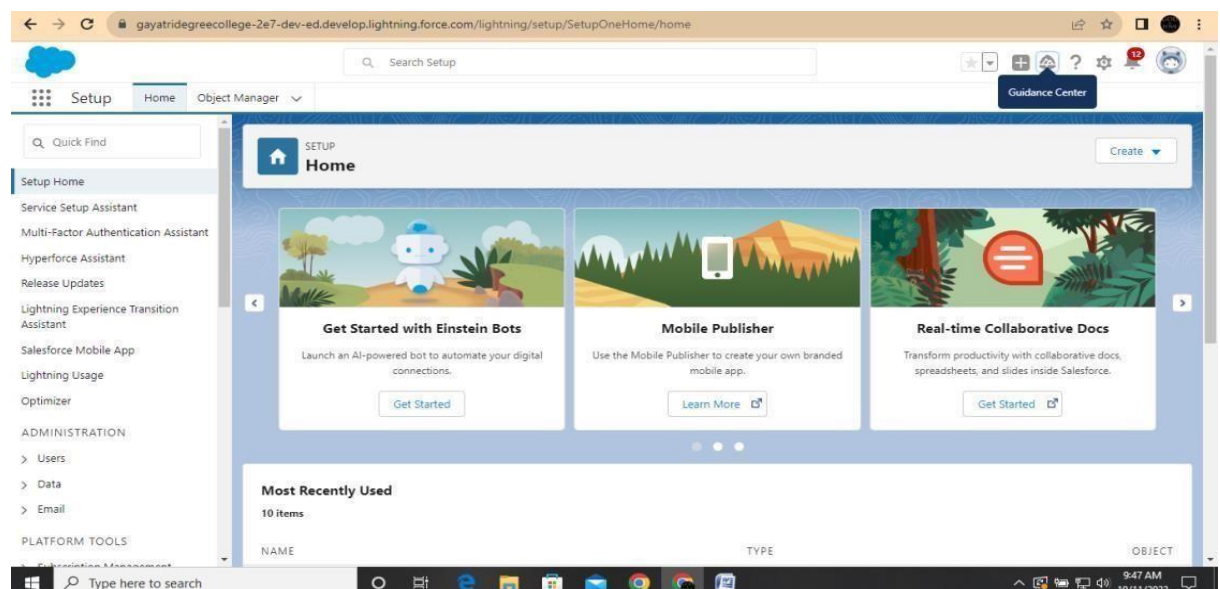 gayatridegreecollege-2e7-dev-ed.develop.lightning.force.com/lightning/setup/SetupOneHome/home
Search Setup
12
Setup
Home
Object Manager
Guidance Center
Quick Find
SETUP
Home
Create
Setup Home
Service Setup Assistant
Multi-Factor Authentication Assistant
Hyperforce Assistant
Release Updates
Lightning Experience Transition
Assistant
Salesforce Mobile App
Lightning Usage
Optimizer
ADMINISTRATION
Users
Data
Email
PLATFORM TOOLS
Subscription Management
Get Started with Einstein Bots
Launch an AI-powered bot to automate your digital
connections.
Get Started
Mobile Publisher
Use the Mobile Publisher to create your own branded
mobile app.
Learn More
Real-time Collaborative Docs
Transform productivity with collaborative docs,
spreadsheets, and slides inside Salesforce.
Get Started
Most Recently Used
10 items
NAME
TYPE
OBJECT
Type here to search
9:47 AM